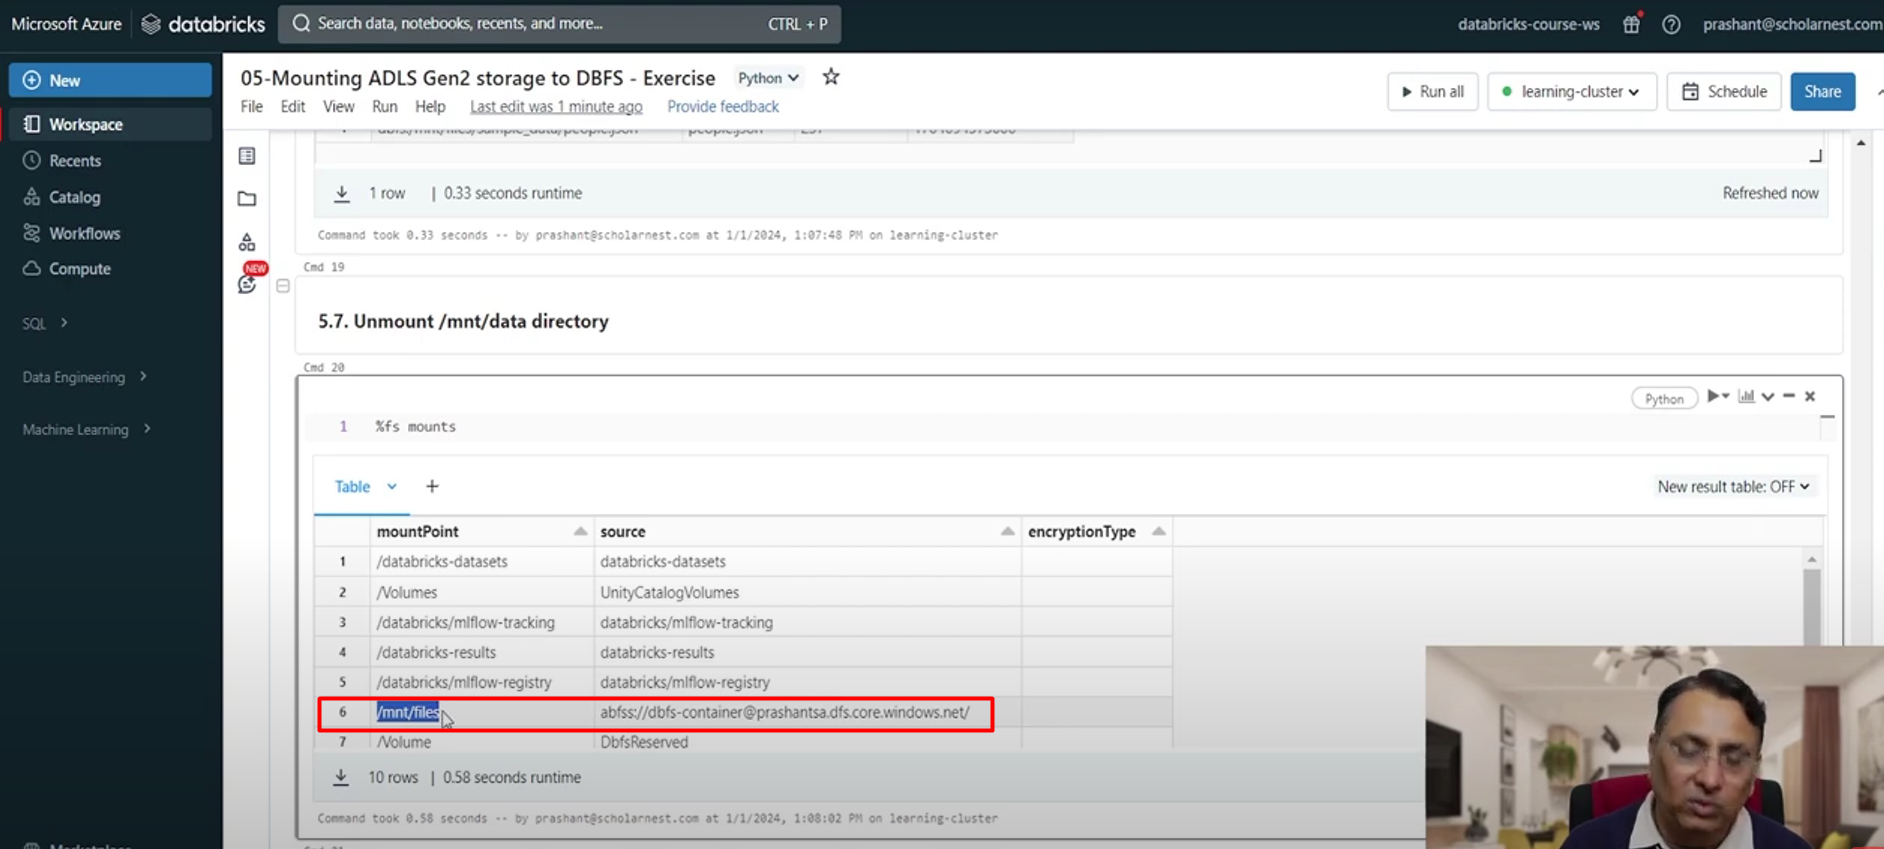 Microsoft Azure databricks Search data, notebooks, recents, and more... CTRL + P databricks-course-ws prashant@scholarnest.com
New
Workspace
Recents
Catalog
Workflows
Compute
SQL
Data Engineering
Machine Learning
05-Mounting ADLS Gen2 storage to DBFS - Exercise Python
File Edit View Run Help Last edit was 1 minute ago Provide feedback
Run all learning-cluster Schedule Share
NEW
dbfs:/mnt/files/sample_data/people.json people.json
1 row | 0.33 seconds runtime Refreshed now
Command took 0.33 seconds -- by prashant@scholarnest.com at 1/1/2024, 1:07:48 PM on learning-cluster
Cmd 19
5.7. Unmount /mnt/data directory
Cmd 20
Python
1 %fs mounts
Table + New result table: OFF
mountPoint source encryptionType
1 /databricks-datasets databricks-datasets
2 /Volumes UnityCatalogVolumes
3 /databricks/mlflow-tracking databricks/mlflow-tracking
4 /databricks-results databricks-results
5 /databricks/mlflow-registry databricks/mlflow-registry
6 /mnt/files abfss://dbfs-container@prashantsa.dfs.core.windows.net/
7 /Volume DbfsReserved
10 rows | 0.58 seconds runtime
Command took 0.58 seconds -- by prashant@scholarnest.com at 1/1/2024, 1:08:02 PM on learning-cluster